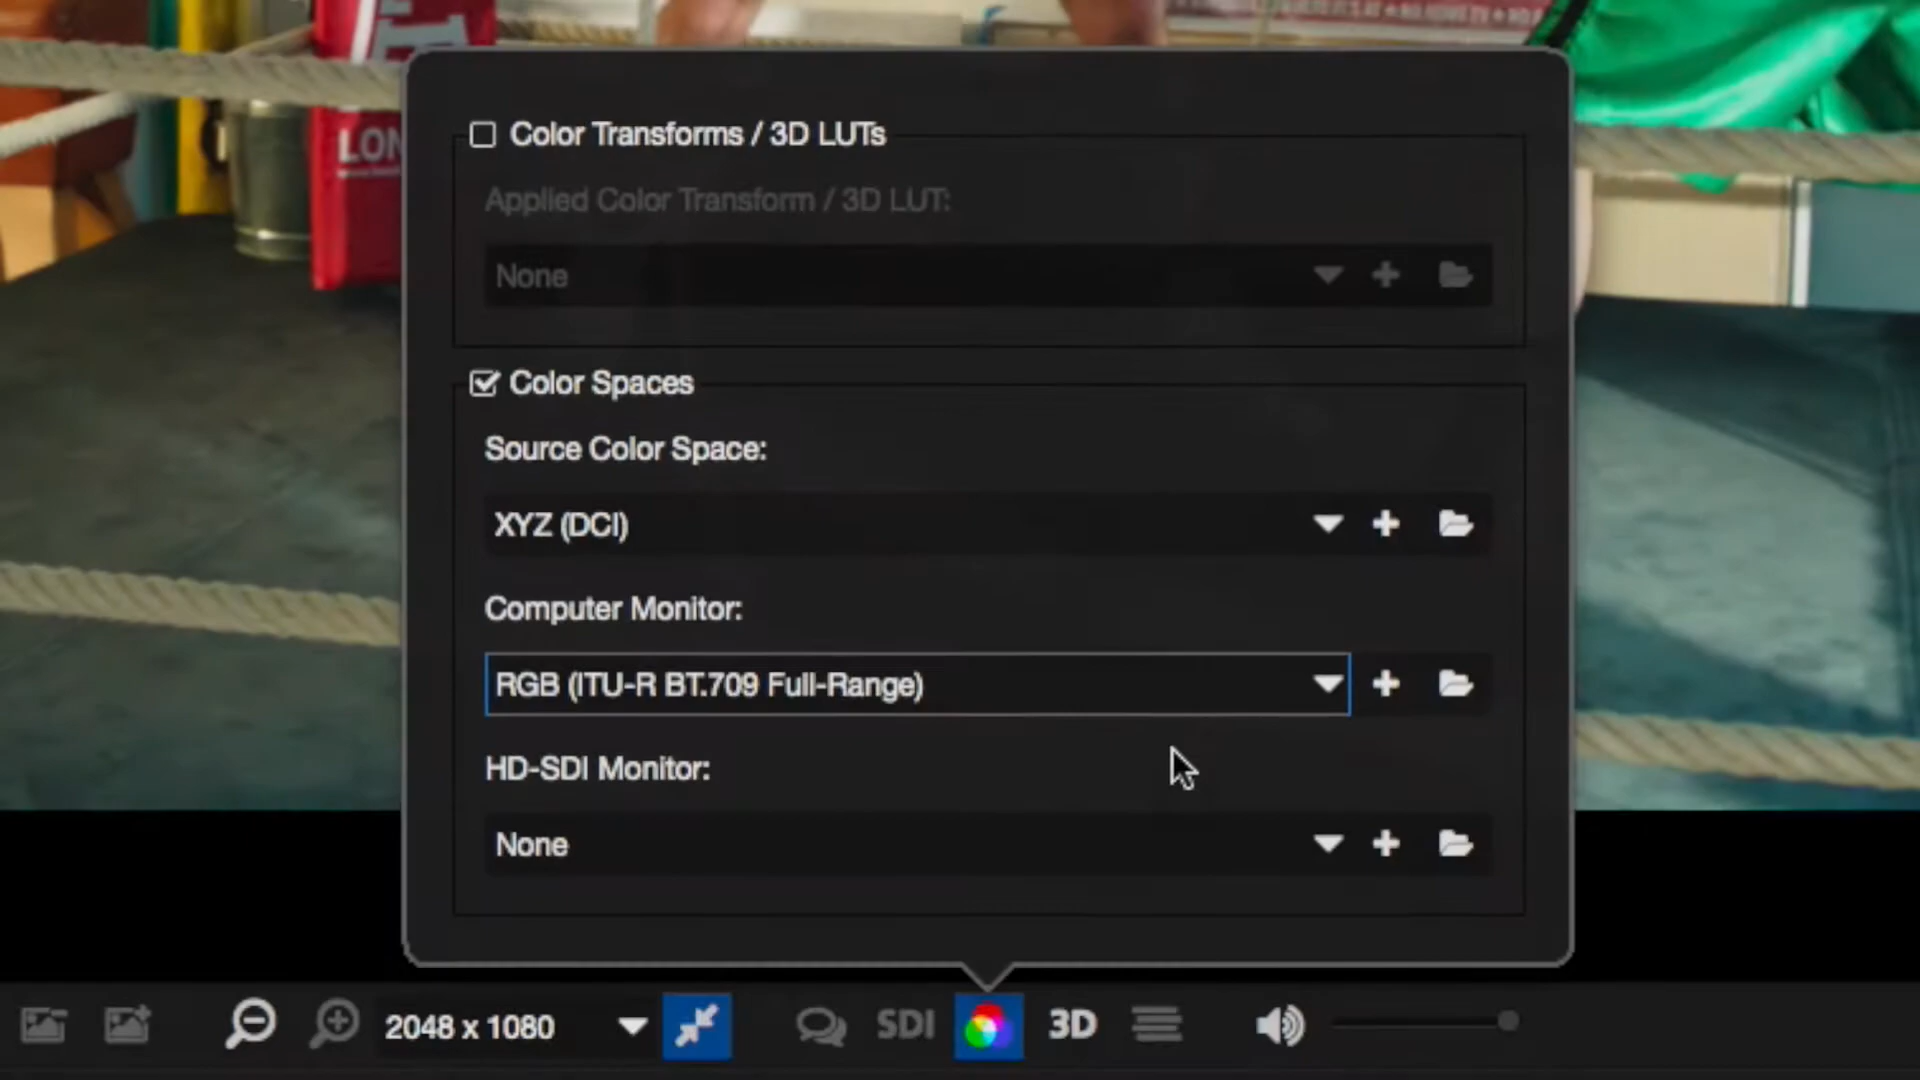 LON
Color Transforms / 3D LUTs
Applied Color Transform / 3D LUT:
None
Color Spaces
Source Color Space:
XYZ (DCI)
Computer Monitor:
RGB (ITU-R BT.709 Full-Range)
HD-SDI Monitor:
None
2048 x 1080
SDI
3D